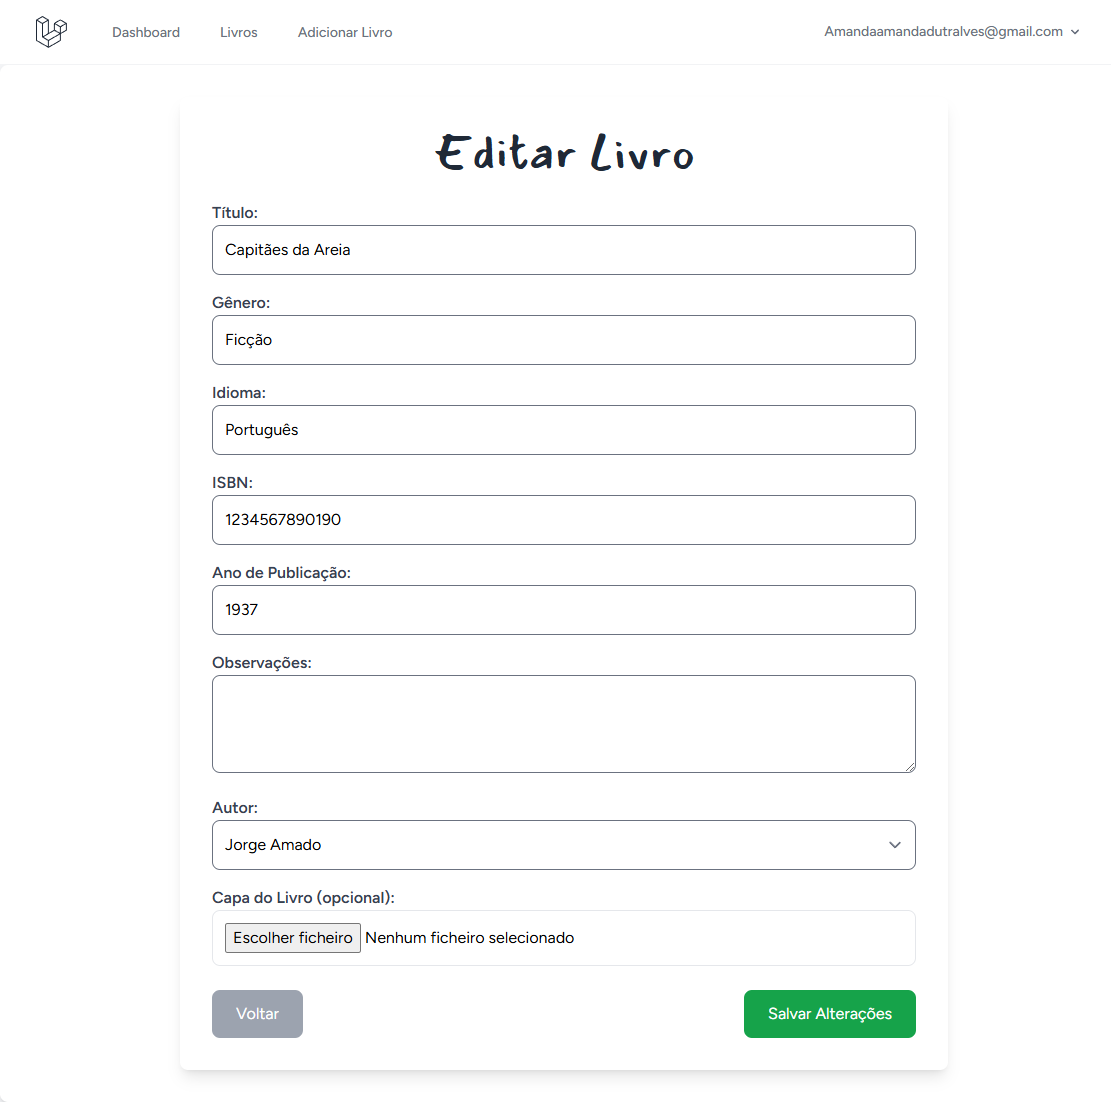 Dashboard Livros Adicionar Livro Amandaamandadutralves@gmail.com
Editar Livro
Título:
Capitães da Areia
Gênero:
Ficção
Idioma:
Português
ISBN:
1234567890190
Ano de Publicação:
1937
Observações:
Autor:
Jorge Amado
Capa do Livro (opcional):
Escolher ficheiro Nenhum ficheiro selecionado
Voltar Salvar Alterações